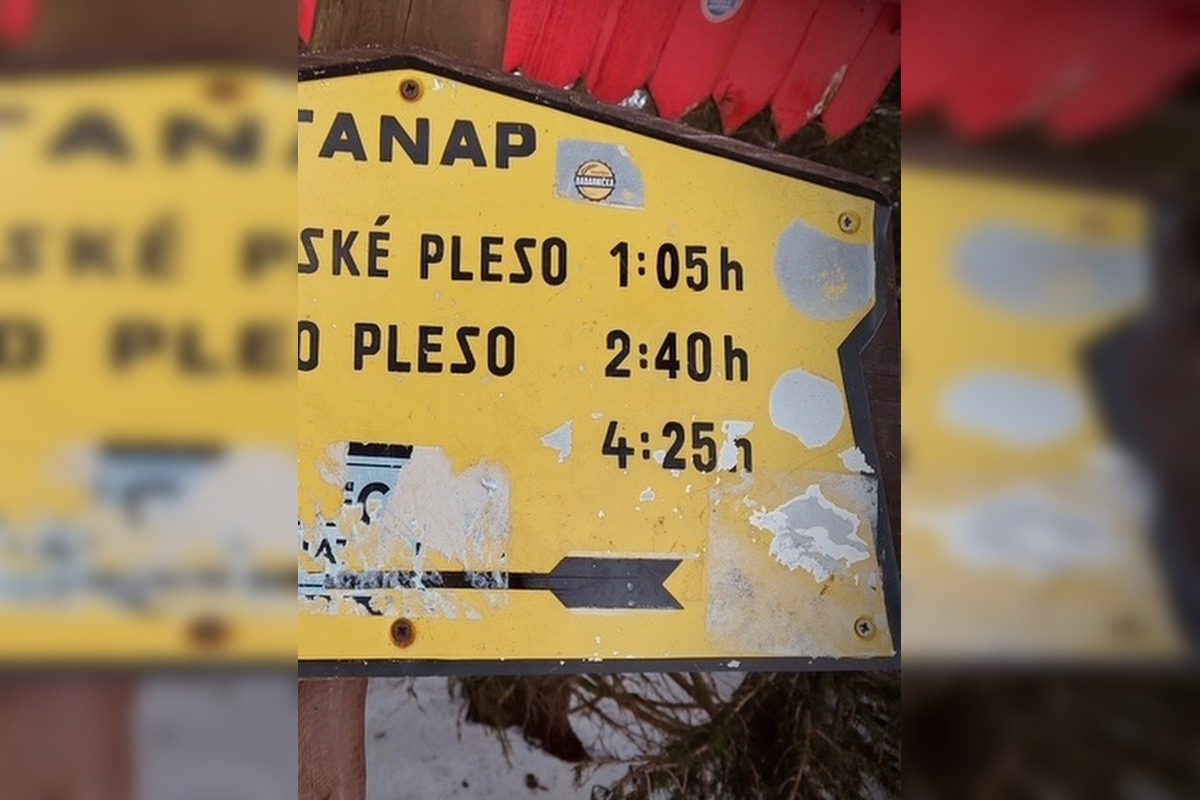 TANAP
SKÉ PLESO 1:05h
O PLESO 2:40h
4:25h